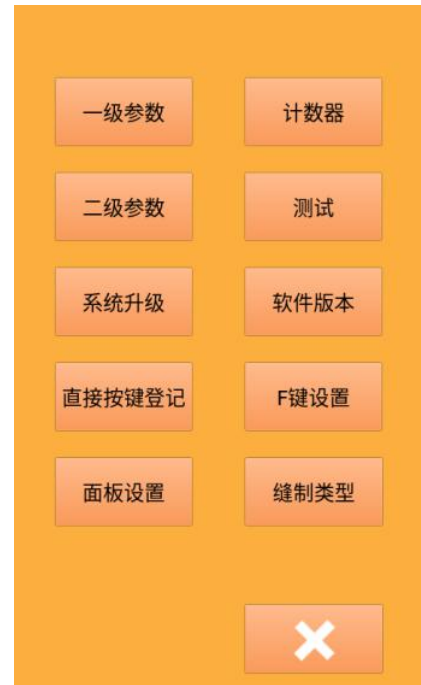 一级参数
计数器
二级参数
测试
系统升级
软件版本
直接按键登记
F键设置
面板设置
缝制类型